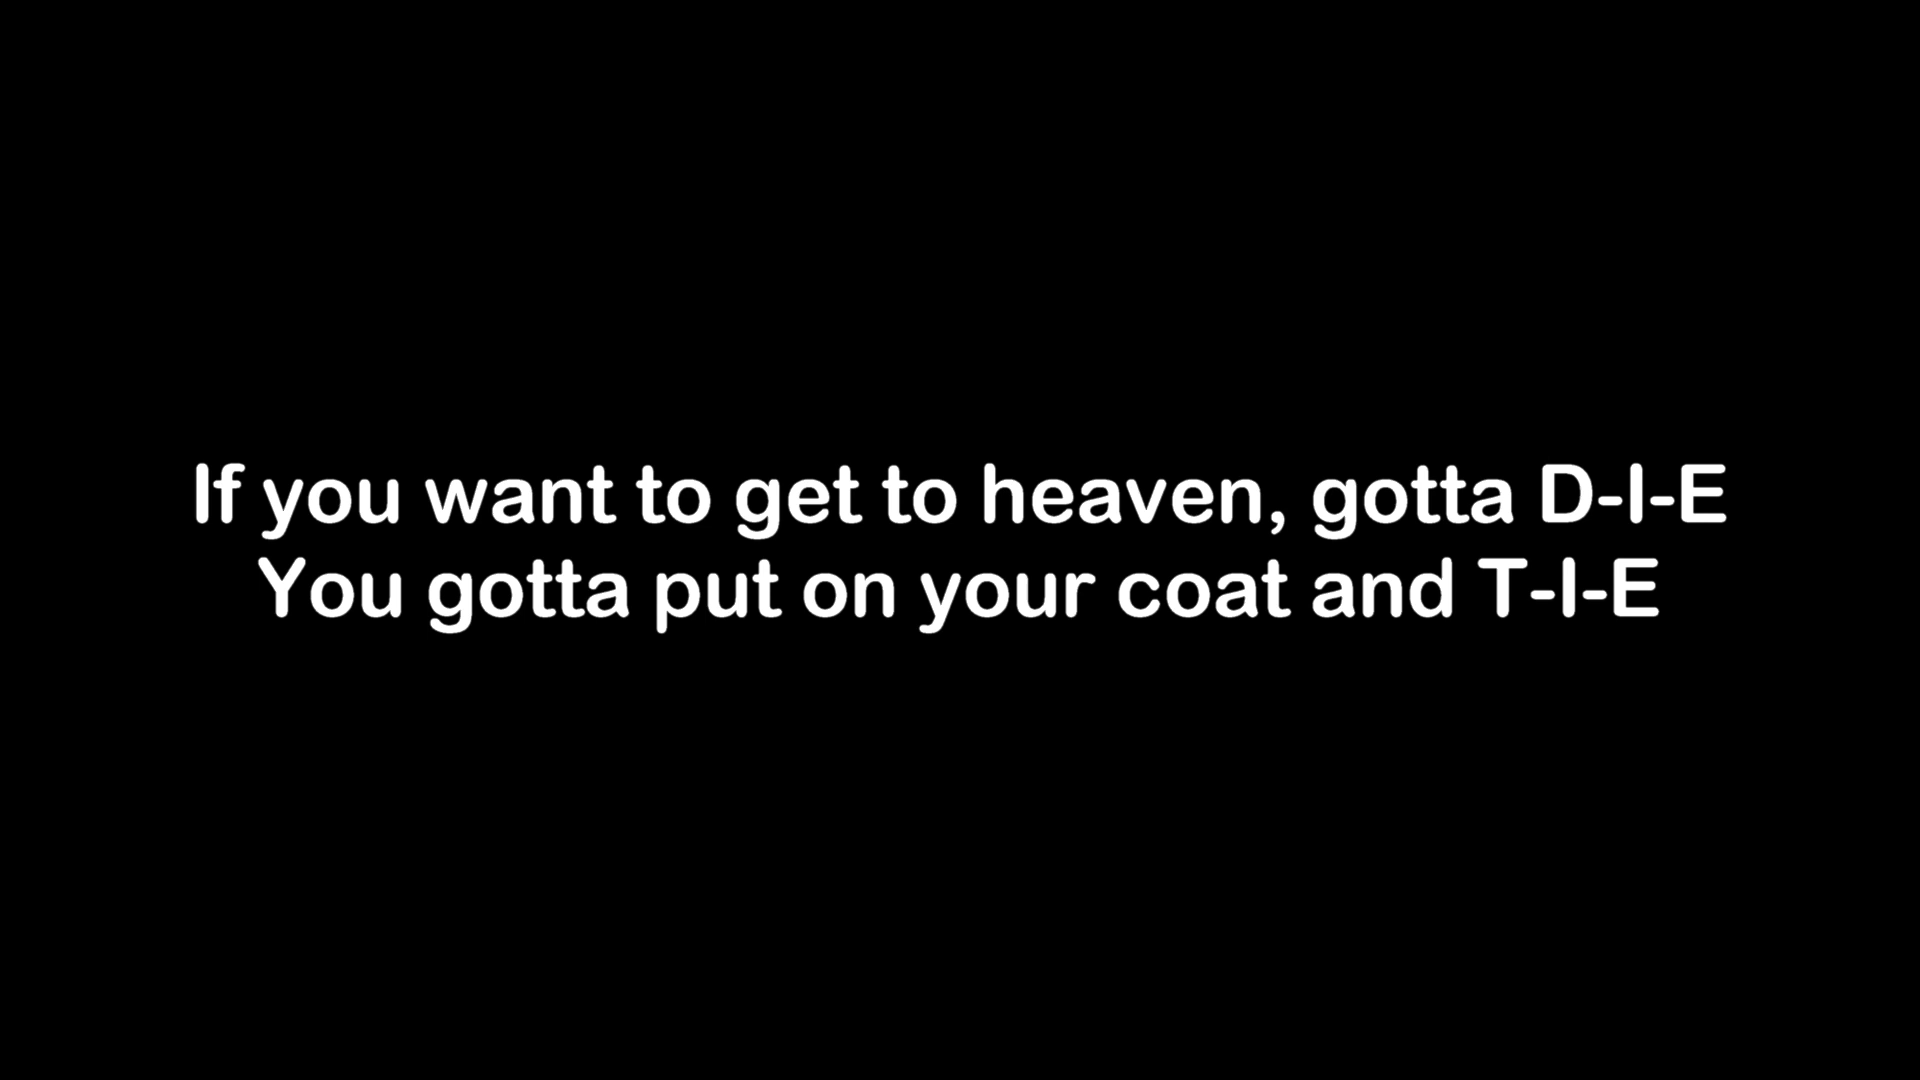 If you want to get to heaven, gotta D-I-E
You gotta put on your coat and T-I-E